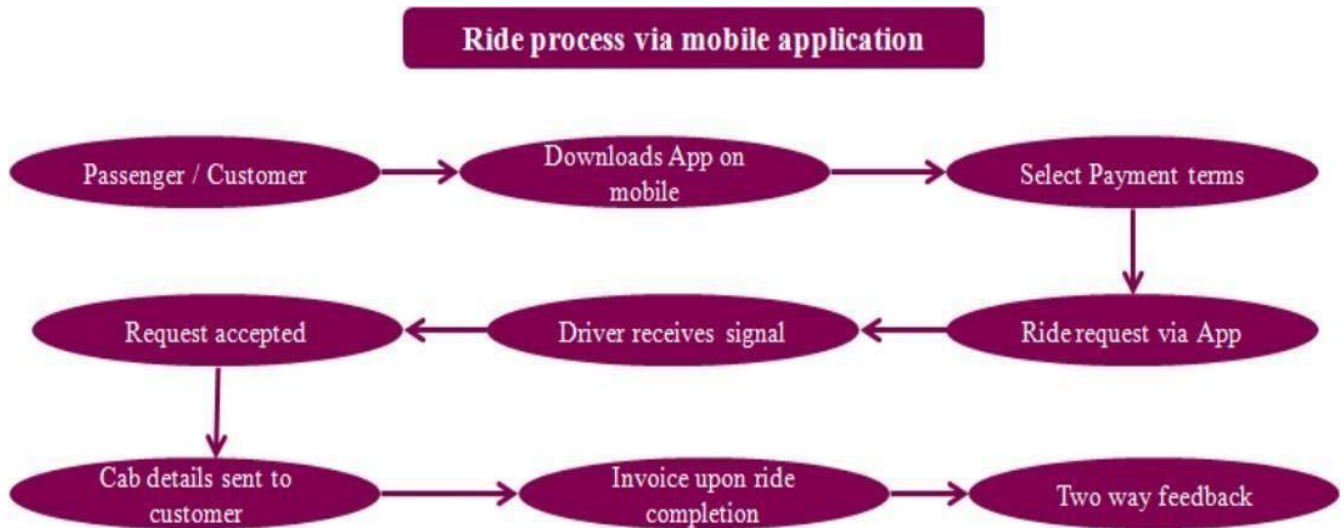 Ride process via mobile application
Passenger / Customer
Downloads App on
mobile
Select Payment terms
Ride request via App
Driver receives signal
Request accepted
Cab details sent to
customer
Invoice upon ride
completion
Two way feedback